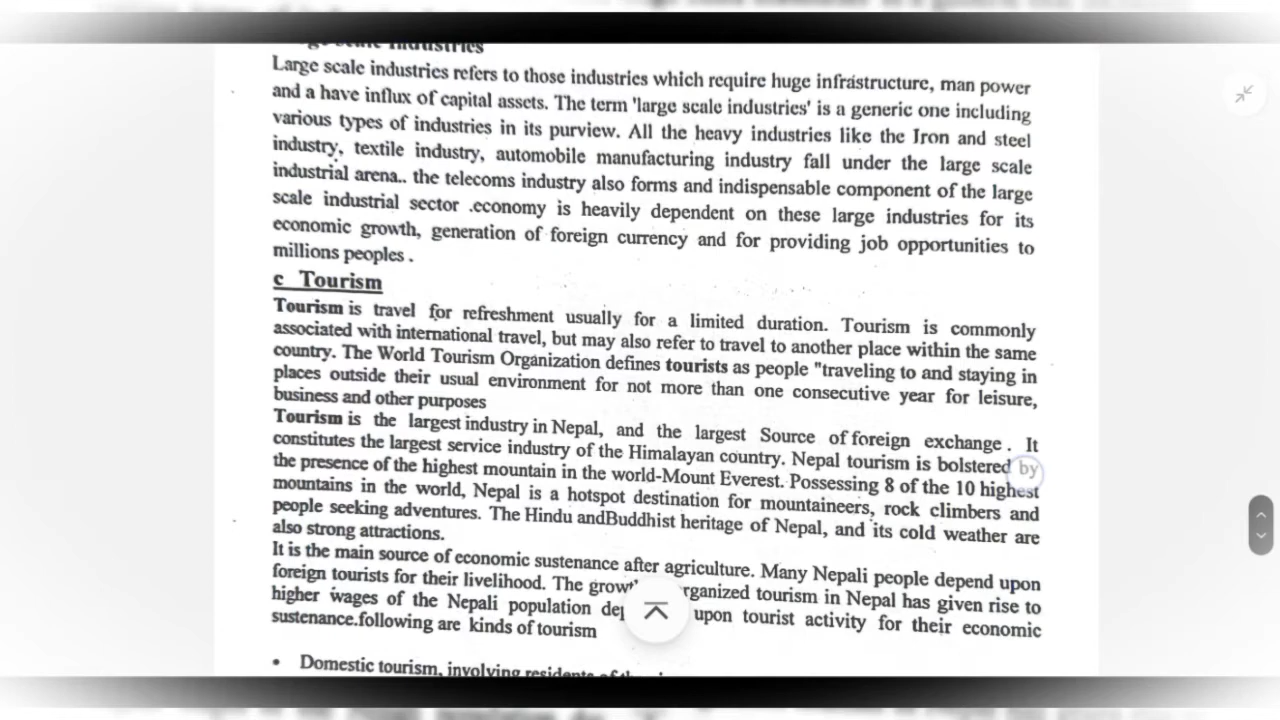 Large scale industries refers to those industries which require huge infrastructure, man power
and a have influx of capital assets. The term 'large scale industries' is a generic one including
various types of industries in its purview. All the heavy industries like the Iron and steel
industry, textile industry, automobile manufacturing industry fall under the large scale
industrial arena.. the telecoms industry also forms and indispensable component of the large
scale industrial sector .economy is heavily dependent on these large industries for its
economic growth, generation of foreign currency and for providing job opportunities to
millions peoples .
c Tourism
Tourism is travel for refreshment usually for a limited duration. Tourism is commonly
associated with international travel, but may also refer to travel to another place within the same
country. The World Tourism Organization defines tourists as people "traveling to and staying in
places outside their usual environment for not more than one consecutive year for leisure,
business and other purposes
Tourism is the largest industry in Nepal, and the largest Source of foreign exchange. It
constitutes the largest service industry of the Himalayan country. Nepal tourism is bolstered by
the presence of the highest mountain in the world-Mount Everest. Possessing 8 of the 10 highest
mountains in the world, Nepal is a hotspot destination for mountaineers, rock climbers and
people seeking adventures. The Hindu andBuddhist heritage of Nepal, and its cold weather are
also strong attractions.
It is the main source of economic sustenance after agriculture. Many Nepali people depend upon
foreign tourists for their livelihood. The organized tourism in Nepal has given rise to
higher wages of the Nepali population upon tourist activity for their economic
sustenance.following are kinds of tourism
• Domestic tourism, involving residents